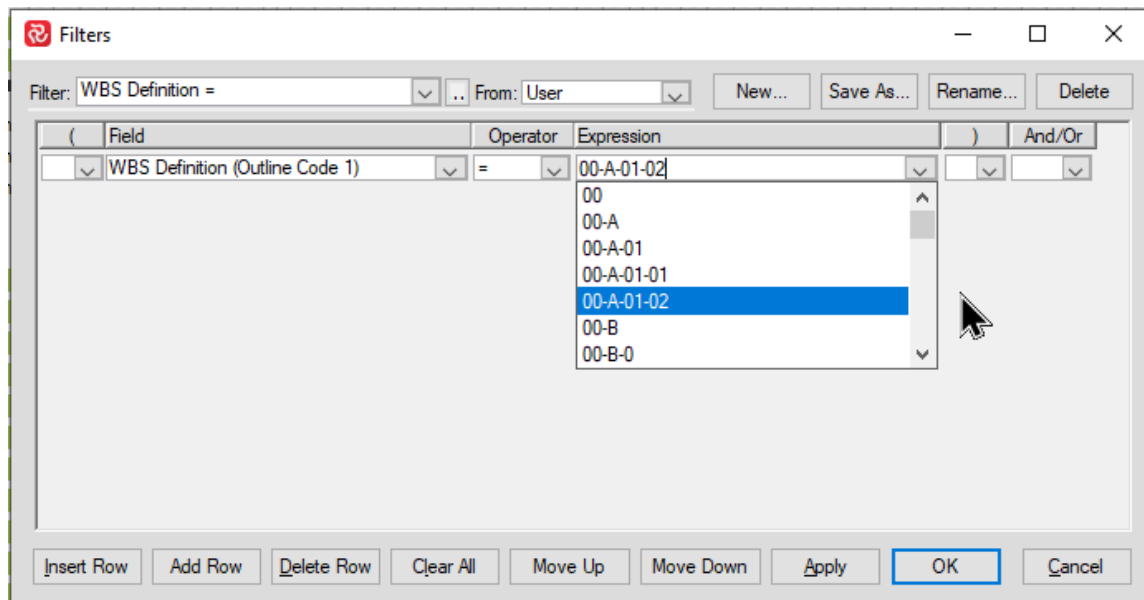 Filters
Filter: WBS Definition = .. From: User New... Save As... Rename... Delete
( Field Operator Expression ) And/Or
WBS Definition (Outline Code 1) = 00-A-01-02
00
00-A
00-A-01
00-A-01-01
00-A-01-02
00-B
00-B-0
Insert Row Add Row Delete Row Clear All Move Up Move Down Apply OK Cancel